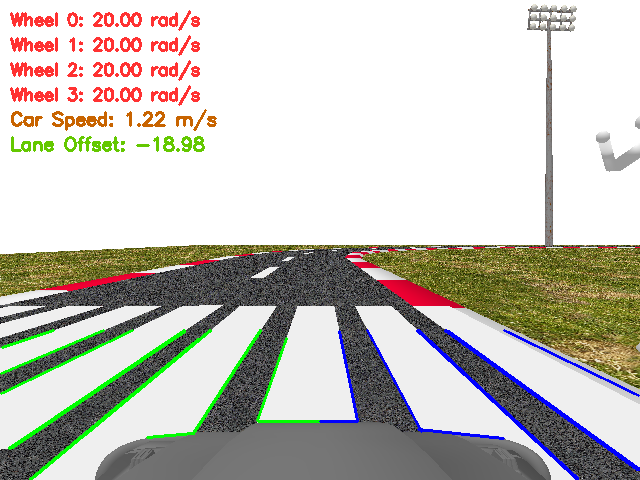 Wheel 0: 20.00 rad/s
Wheel 1: 20.00 rad/s
Wheel 2: 20.00 rad/s
Wheel 3: 20.00 rad/s
Car Speed: 1.22 m/s
Lane Offset: -18.98